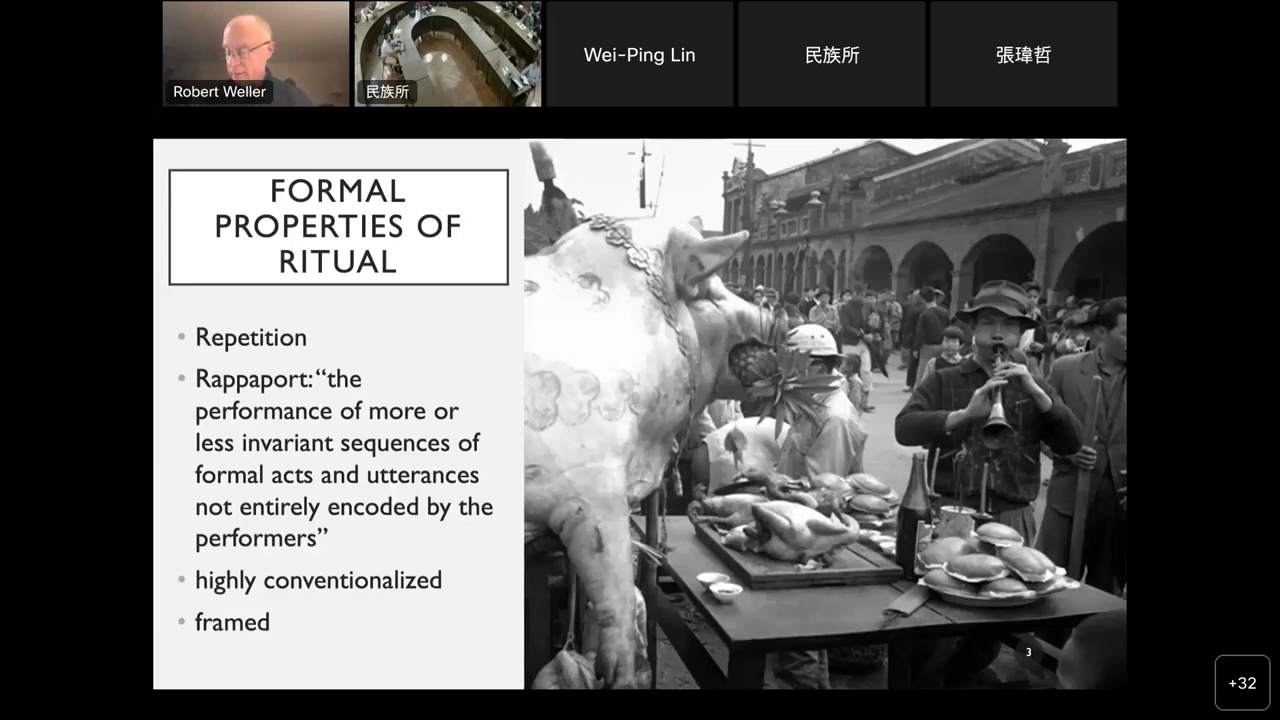 Robert Weller
民族所
Wei-Ping Lin
民族所
張瑋哲
FORMAL
PROPERTIES OF
RITUAL
• Repetition
• Rappaport: “the
performance of more or
less invariant sequences of
formal acts and utterances
not entirely encoded by the
performers”
• highly conventionalized
• framed
3
+32